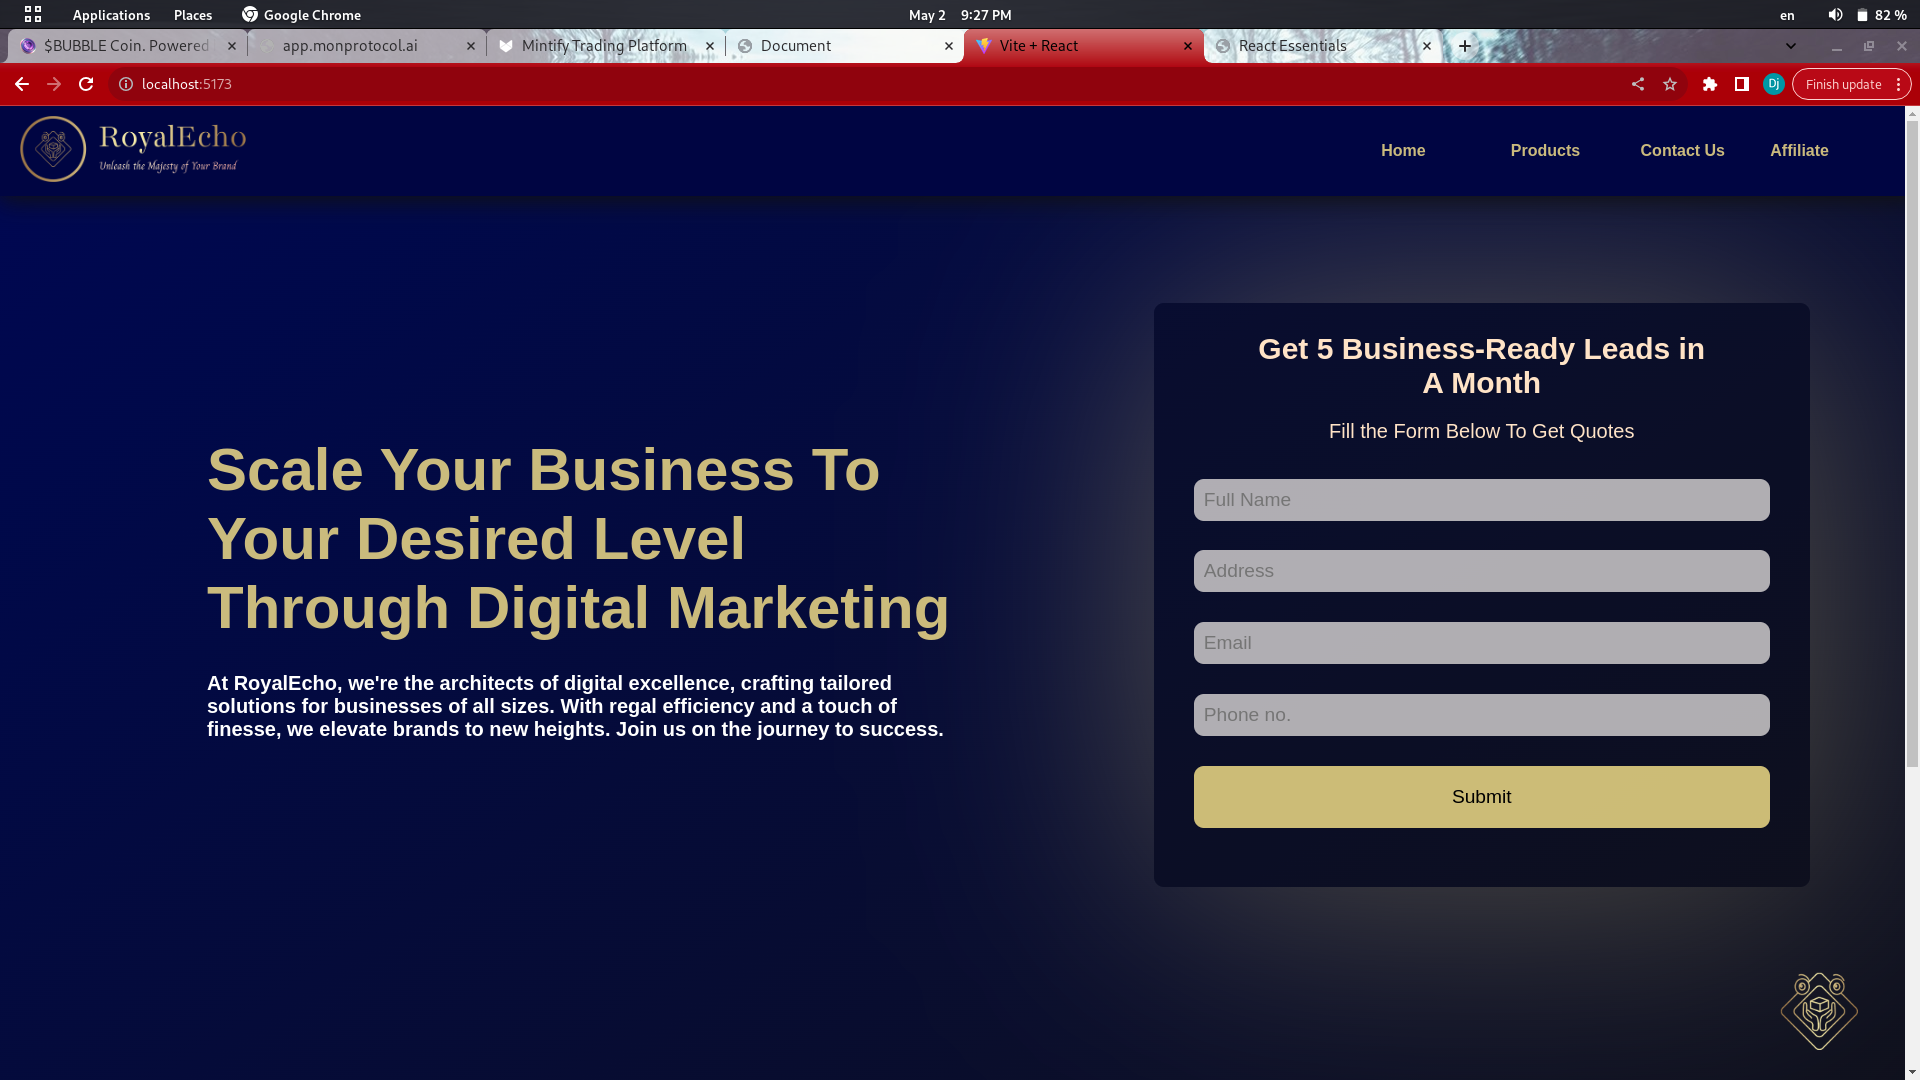 Applications Places Google Chrome May 2 9:27 PM en 82 %
$BUBBLE Coin. Powered app.monprotocol.ai Mintify Trading Platform Document Vite + React React Essentials
localhost:5173 Dj Finish update
RoyalEcho
Unleash the Majesty of Your Brand
Home Products Contact Us Affiliate
Scale Your Business To
Your Desired Level
Through Digital Marketing
At RoyalEcho, we're the architects of digital excellence, crafting tailored
solutions for businesses of all sizes. With regal efficiency and a touch of
finesse, we elevate brands to new heights. Join us on the journey to success.
Get 5 Business-Ready Leads in
A Month
Fill the Form Below To Get Quotes
Full Name
Address
Email
Phone no.
Submit